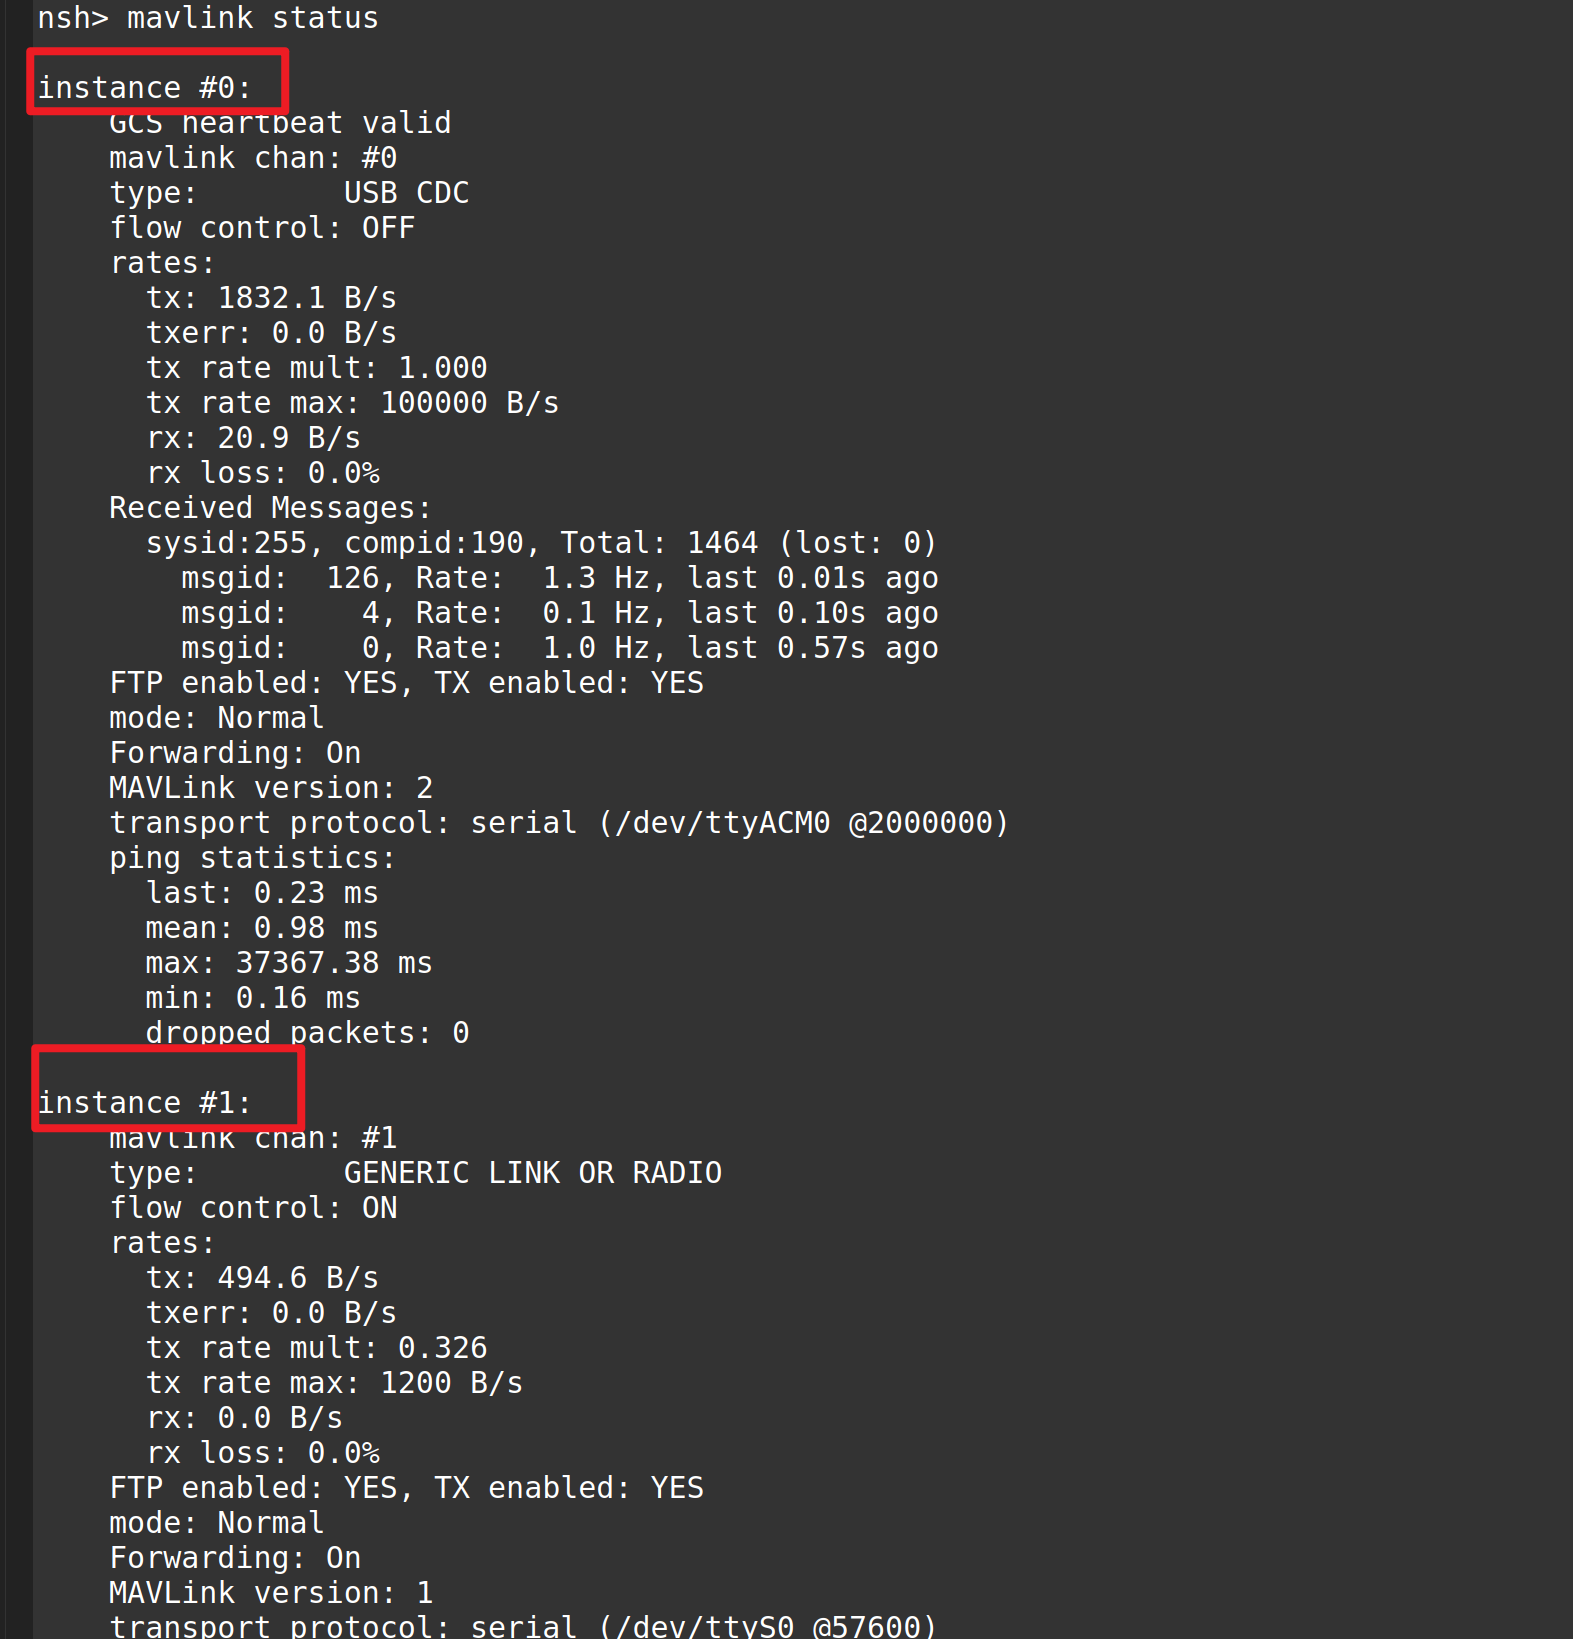 nsh> mavlink status
instance #0:
GCS heartbeat valid
mavlink chan: #0
type: USB CDC
flow control: OFF
rates:
tx: 1832.1 B/s
txerr: 0.0 B/s
tx rate mult: 1.000
tx rate max: 100000 B/s
rx: 20.9 B/s
rx loss: 0.0%
Received Messages:
sysid:255, compid:190, Total: 1464 (lost: 0)
msgid: 126, Rate: 1.3 Hz, last 0.01s ago
msgid: 4, Rate: 0.1 Hz, last 0.10s ago
msgid: 0, Rate: 1.0 Hz, last 0.57s ago
FTP enabled: YES, TX enabled: YES
mode: Normal
Forwarding: On
MAVLink version: 2
transport protocol: serial (/dev/ttyACM0 @2000000)
ping statistics:
last: 0.23 ms
mean: 0.98 ms
max: 37367.38 ms
min: 0.16 ms
dropped packets: 0
instance #1:
mavlink chan: #1
type: GENERIC LINK OR RADIO
flow control: ON
rates:
tx: 494.6 B/s
txerr: 0.0 B/s
tx rate mult: 0.326
tx rate max: 1200 B/s
rx: 0.0 B/s
rx loss: 0.0%
FTP enabled: YES, TX enabled: YES
mode: Normal
Forwarding: On
MAVLink version: 1
transport protocol: serial (/dev/ttyS0 @57600)